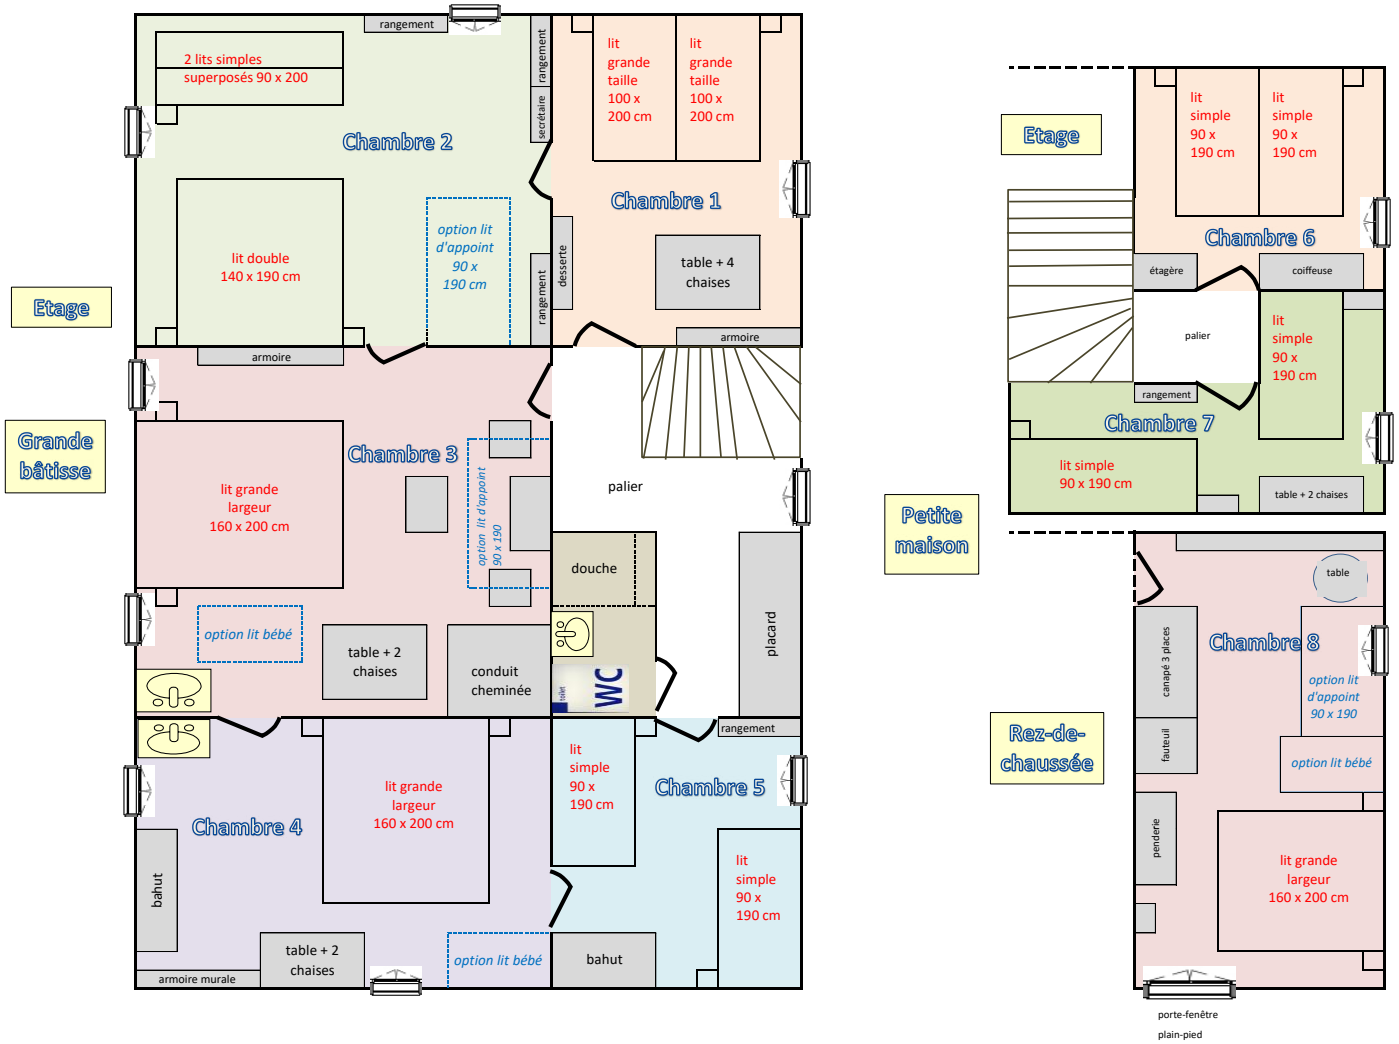 rangement
2 lits simples
superposés 90 x 200
rangement
secrétaire
Chambre 2
lit double
140 x 190 cm
option lit
d'appoint
90 x
190 cm
rangement
lit
grande
taille
100 x
200 cm
lit
grande
taille
100 x
200 cm
Chambre 1
desserte
table + 4
chaises
armoire
Etage
Grande
bâtisse
armoire
Chambre 3
lit grande
largeur
160 x 200 cm
option lit d'appoint
90 x 190
option lit bébé
table + 2
chaises
conduit
cheminée
palier
douche
placard
toilet
WC
lit grande
largeur
160 x 200 cm
Chambre 4
bahut
armoire murale
table + 2
chaises
option lit bébé
rangement
lit
simple
90 x
190 cm
Chambre 5
lit
simple
90 x
190 cm
bahut
Etage
lit
simple
90 x
190 cm
lit
simple
90 x
190 cm
Chambre 6
étagère
coiffeuse
palier
lit
simple
90 x
190 cm
rangement
Chambre 7
lit simple
90 x 190 cm
table + 2 chaises
Petite
maison
table
canapé 3 places
Chambre 8
option lit
d'appoint
90 x 190
Rez-de-
chaussée
fauteuil
option lit bébé
penderie
lit grande
largeur
160 x 200 cm
porte-fenêtre
plain-pied